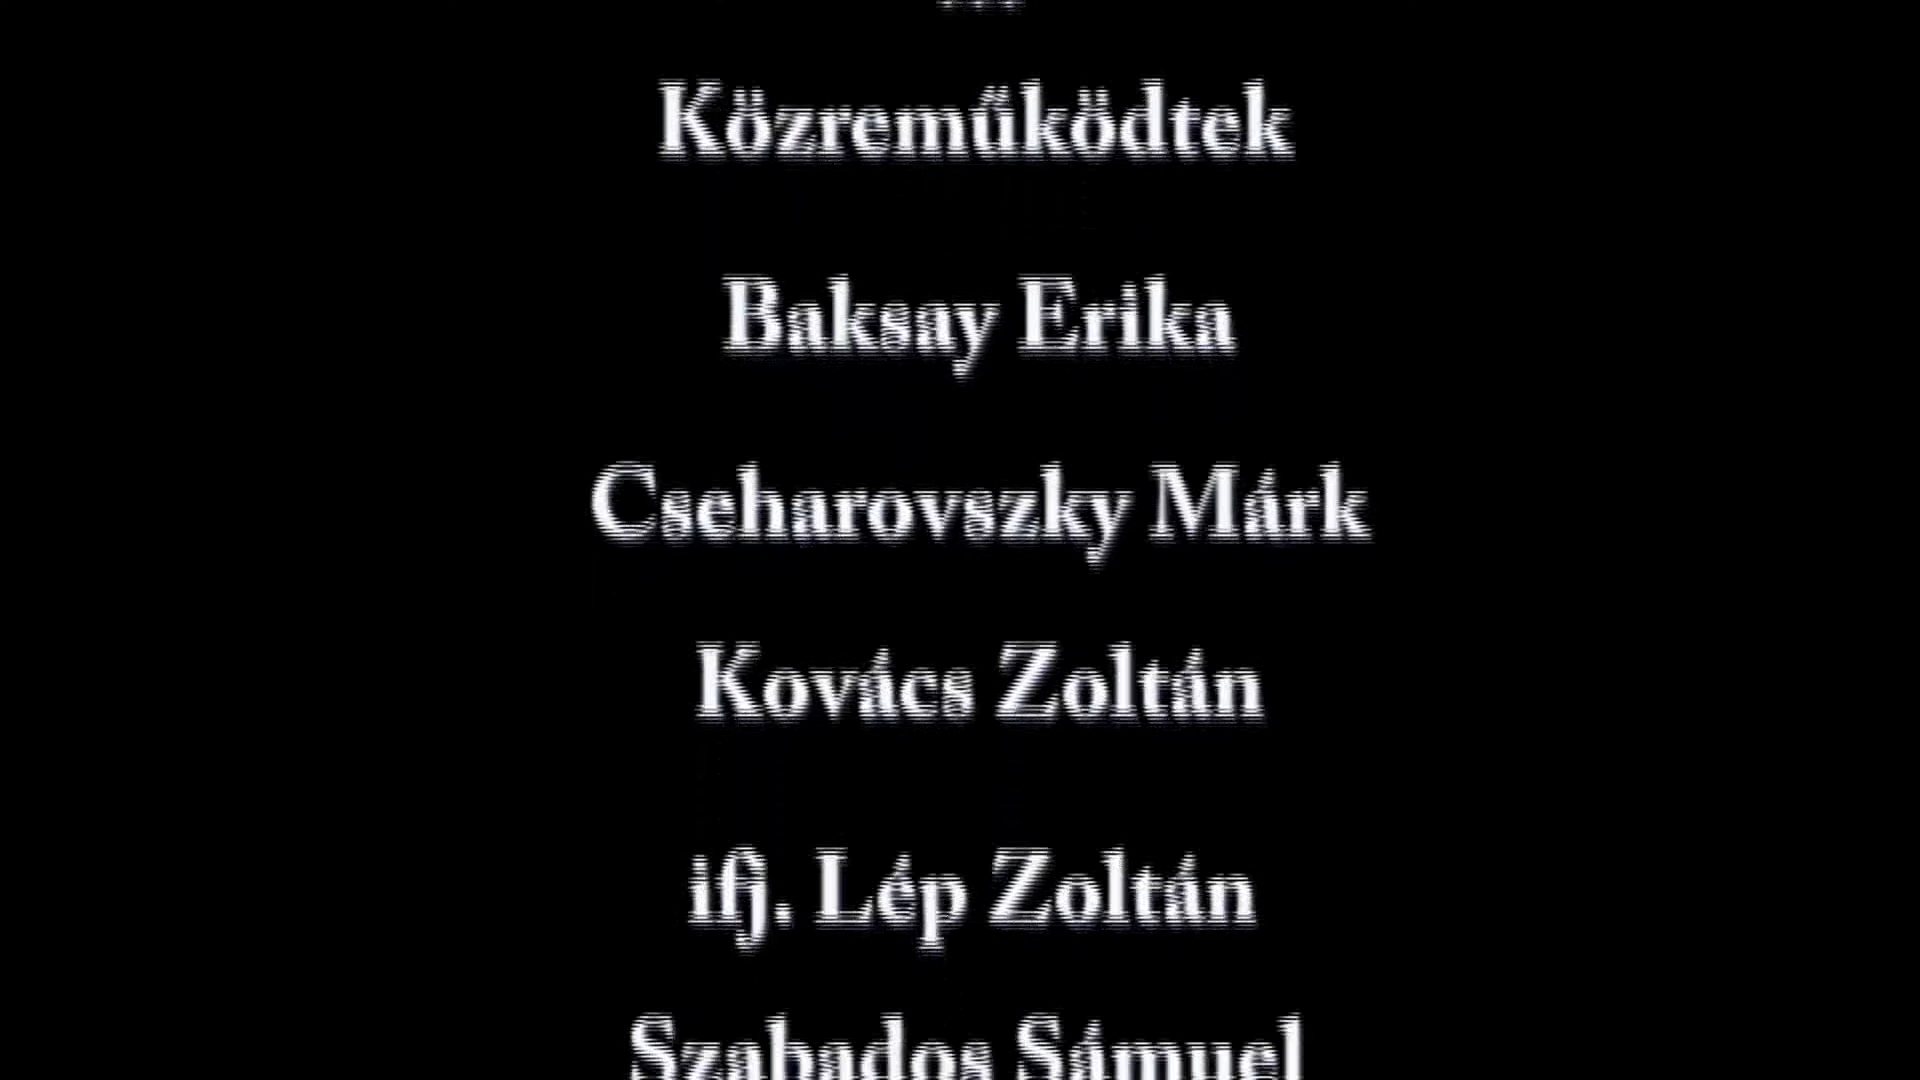 Közreműködtek
Baksay Erika
Cseharovszky Márk
Kovács Zoltán
ifj. Lép Zoltán
Szabados Sámuel